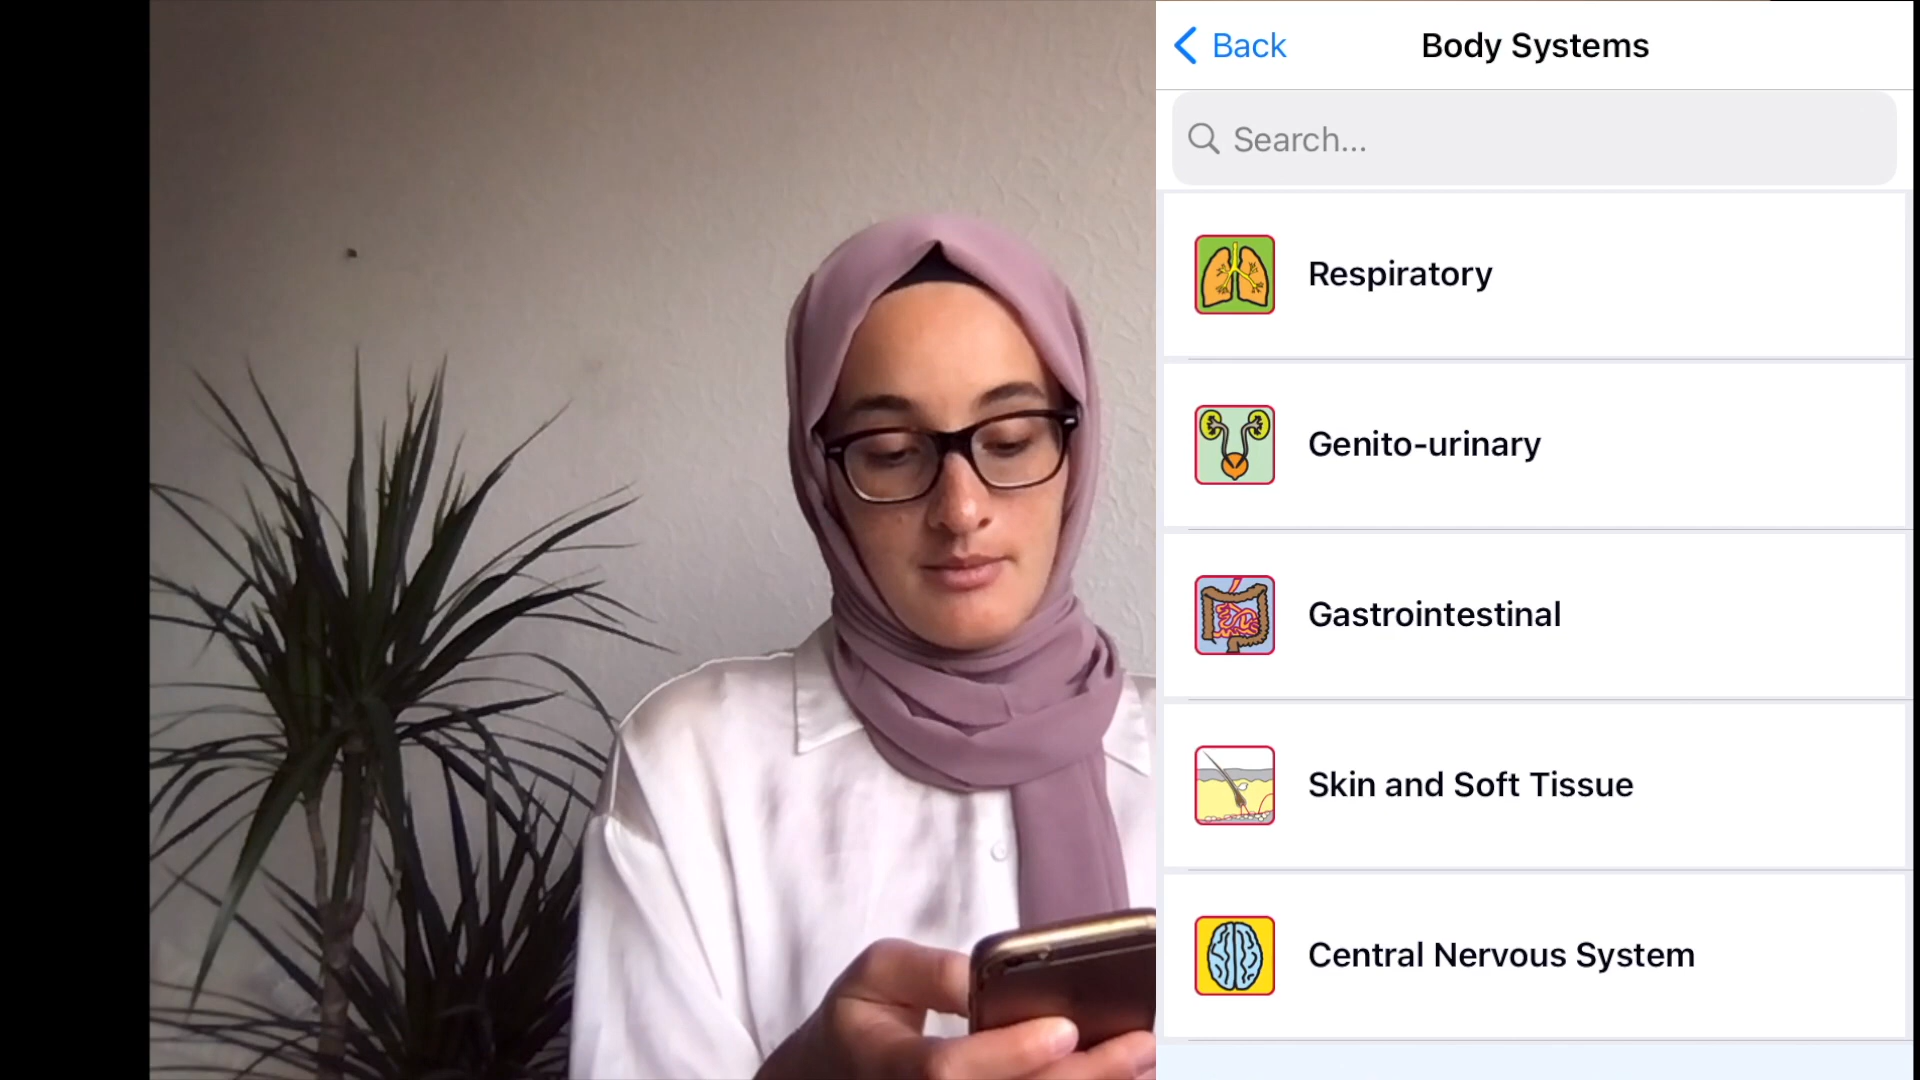 Back
Body Systems
Search...
Respiratory
Genito-urinary
Gastrointestinal
Skin and Soft Tissue
Central Nervous System